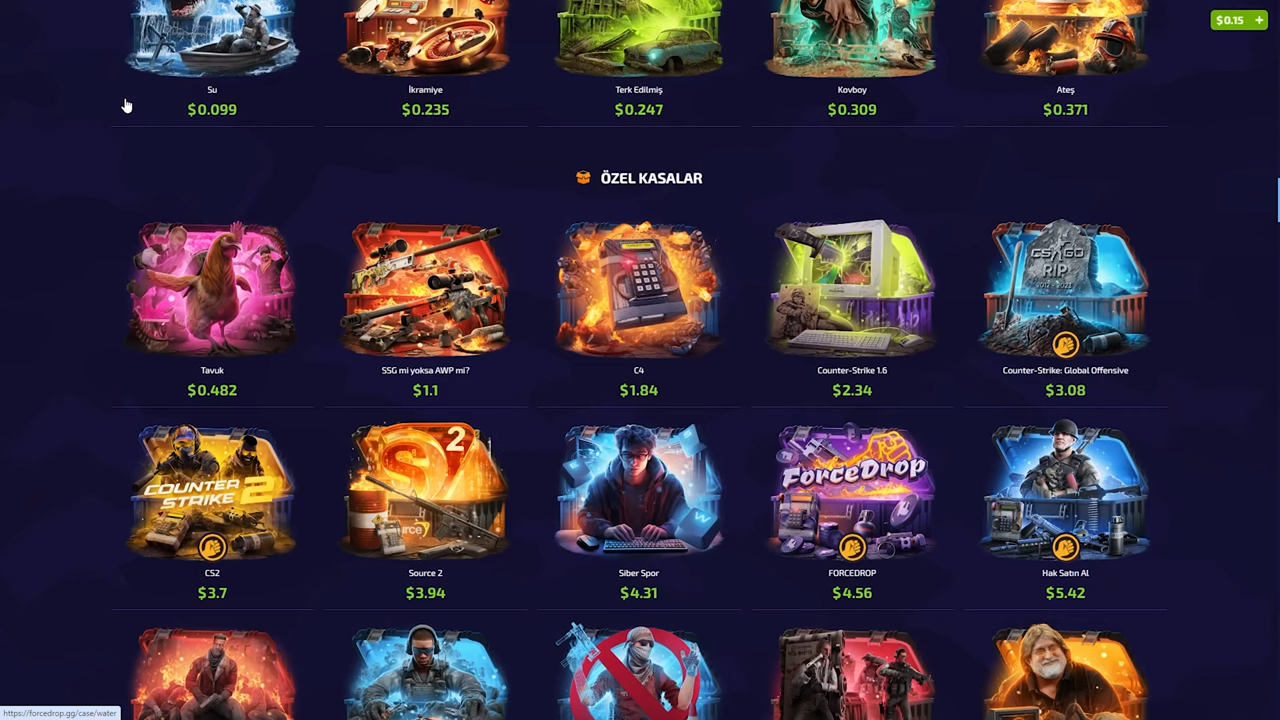 $0.15 +
Su
İkramiye
Terk Edilmiş
Kovboy
Ateş
$0.099
$0.235
$0.247
$0.309
$0.371
ÖZEL KASALAR
CS GO
RIP
2012 - 2023
Tavuk
SSG mi yoksa AWP mi?
C4
Counter-Strike 1.6
Counter-Strike: Global Offensive
$0.482
$1.1
$1.84
$2.34
$3.08
COUNTER
STRIKE 2
S 2
ForceDrop
W
CS2
Source 2
Siber Spor
FORCEDROP
Hak Satın Al
$3.7
$3.94
$4.31
$4.56
$5.42
https://forcedrop.gg/case/water